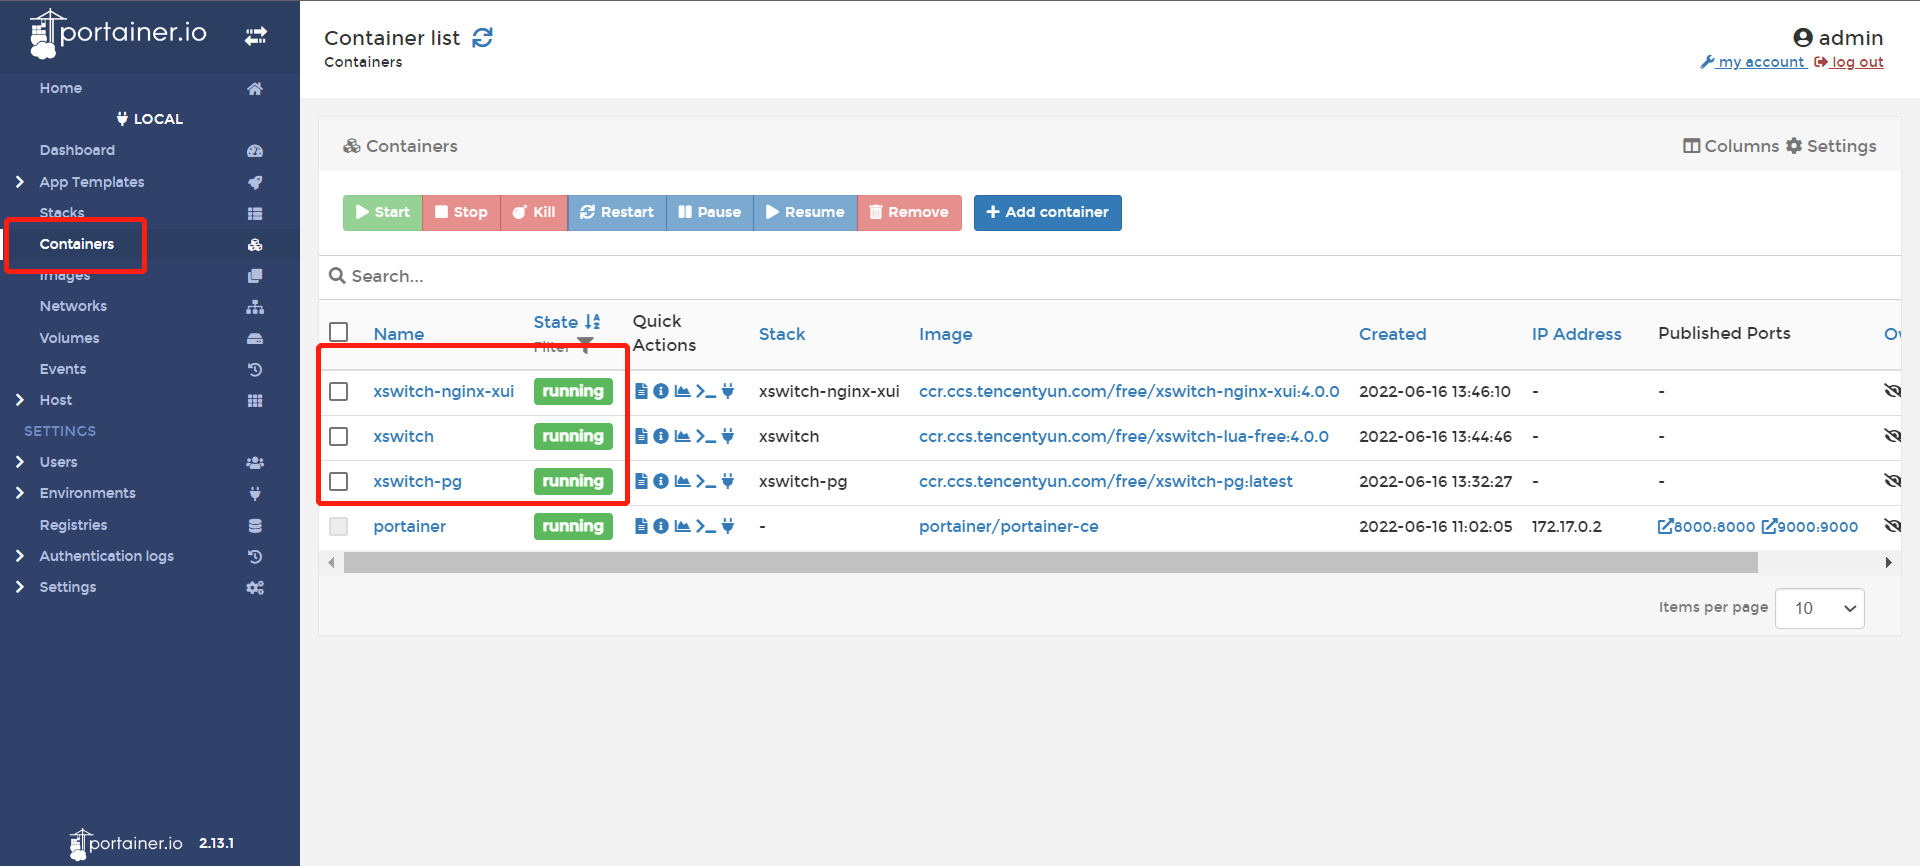 portainer.io
Home
LOCAL
Dashboard
App Templates
Stacks
Containers
Images
Networks
Volumes
Events
Host
SETTINGS
Users
Environments
Registries
Authentication logs
Settings
portainer.io 2.13.1
Container list
Containers
admin
my account log out
Containers
Columns Settings
Start Stop Kill Restart Pause Resume Remove Add container
Search...
Name State Filter Quick Actions Stack Image Created IP Address Published Ports
xswitch-nginx-xui running xswitch-nginx-xui ccr.ccs.tencentyun.com/free/xswitch-nginx-xui:4.0.0 2022-06-16 13:46:10 - -
xswitch running xswitch ccr.ccs.tencentyun.com/free/xswitch-lua-free:4.0.0 2022-06-16 13:44:46 - -
xswitch-pg running xswitch-pg ccr.ccs.tencentyun.com/free/xswitch-pg:latest 2022-06-16 13:32:27 - -
portainer running - portainer/portainer-ce 2022-06-16 11:02:05 172.17.0.2 8000:8000 9000:9000
Items per page 10